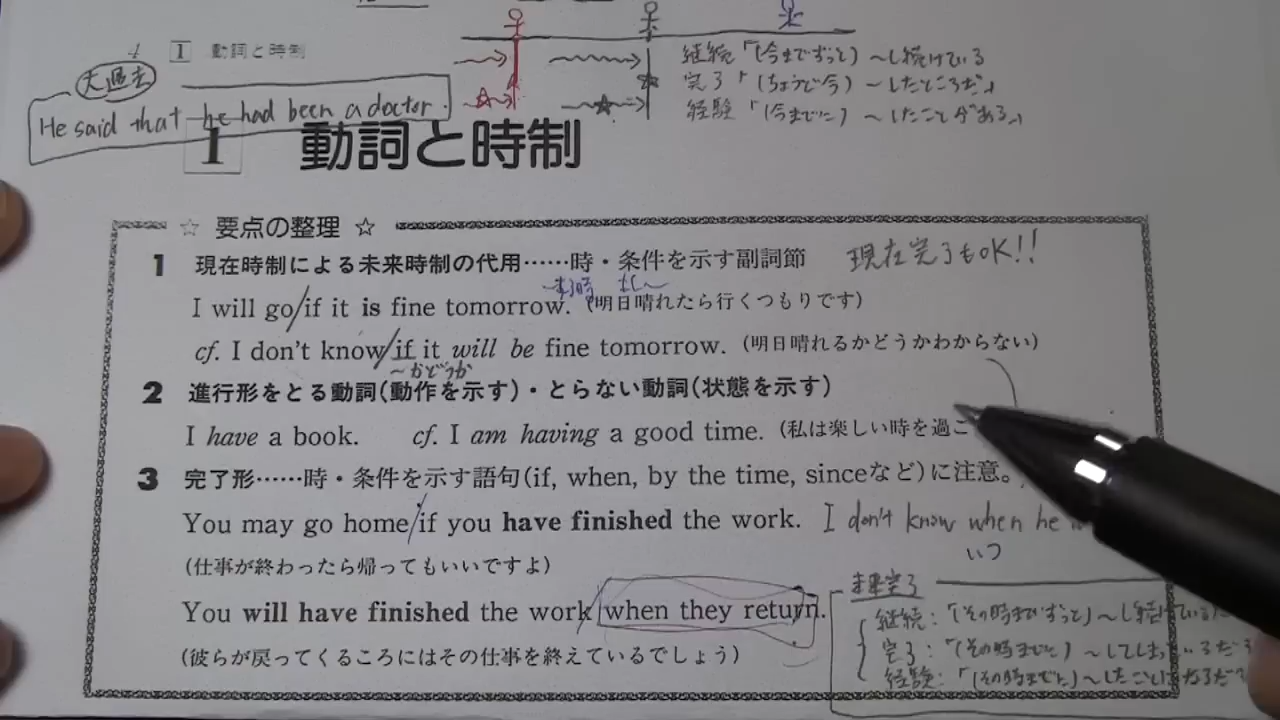 1 動詞と時制
大過去
He said that he had been a doctor.
継続「(今までずっと)〜し続けている
完了「(ちょうど今)〜したところだ」
経験「(今までに)〜したことがある」
1 動詞と時制
☆ 要点の整理 ☆
1 現在時制による未来時制の代用……時・条件を示す副詞節 現在完了もOK!!
〜する時 もし〜
I will go/if it is fine tomorrow. (明日晴れたら行くつもりです)
cf. I don't know/if it will be fine tomorrow. (明日晴れるかどうかわからない)
〜かどうか
2 進行形をとる動詞(動作を示す)・とらない動詞(状態を示す)
I have a book. cf. I am having a good time. (私は楽しい時を過ご
3 完了形……時・条件を示す語句(if, when, by the time, sinceなど)に注意。
You may go home/if you have finished the work. I don't know when he
いつ
(仕事が終わったら帰ってもいいですよ)
未来完了
You will have finished the work/when they return.
継続:「(その時までずっと)〜し続けている
(彼らが戻ってくるころにはその仕事を終えているでしょう)
完了:「(その時までに)〜してしまっているだろ
経験:「(その時までに)〜したことに